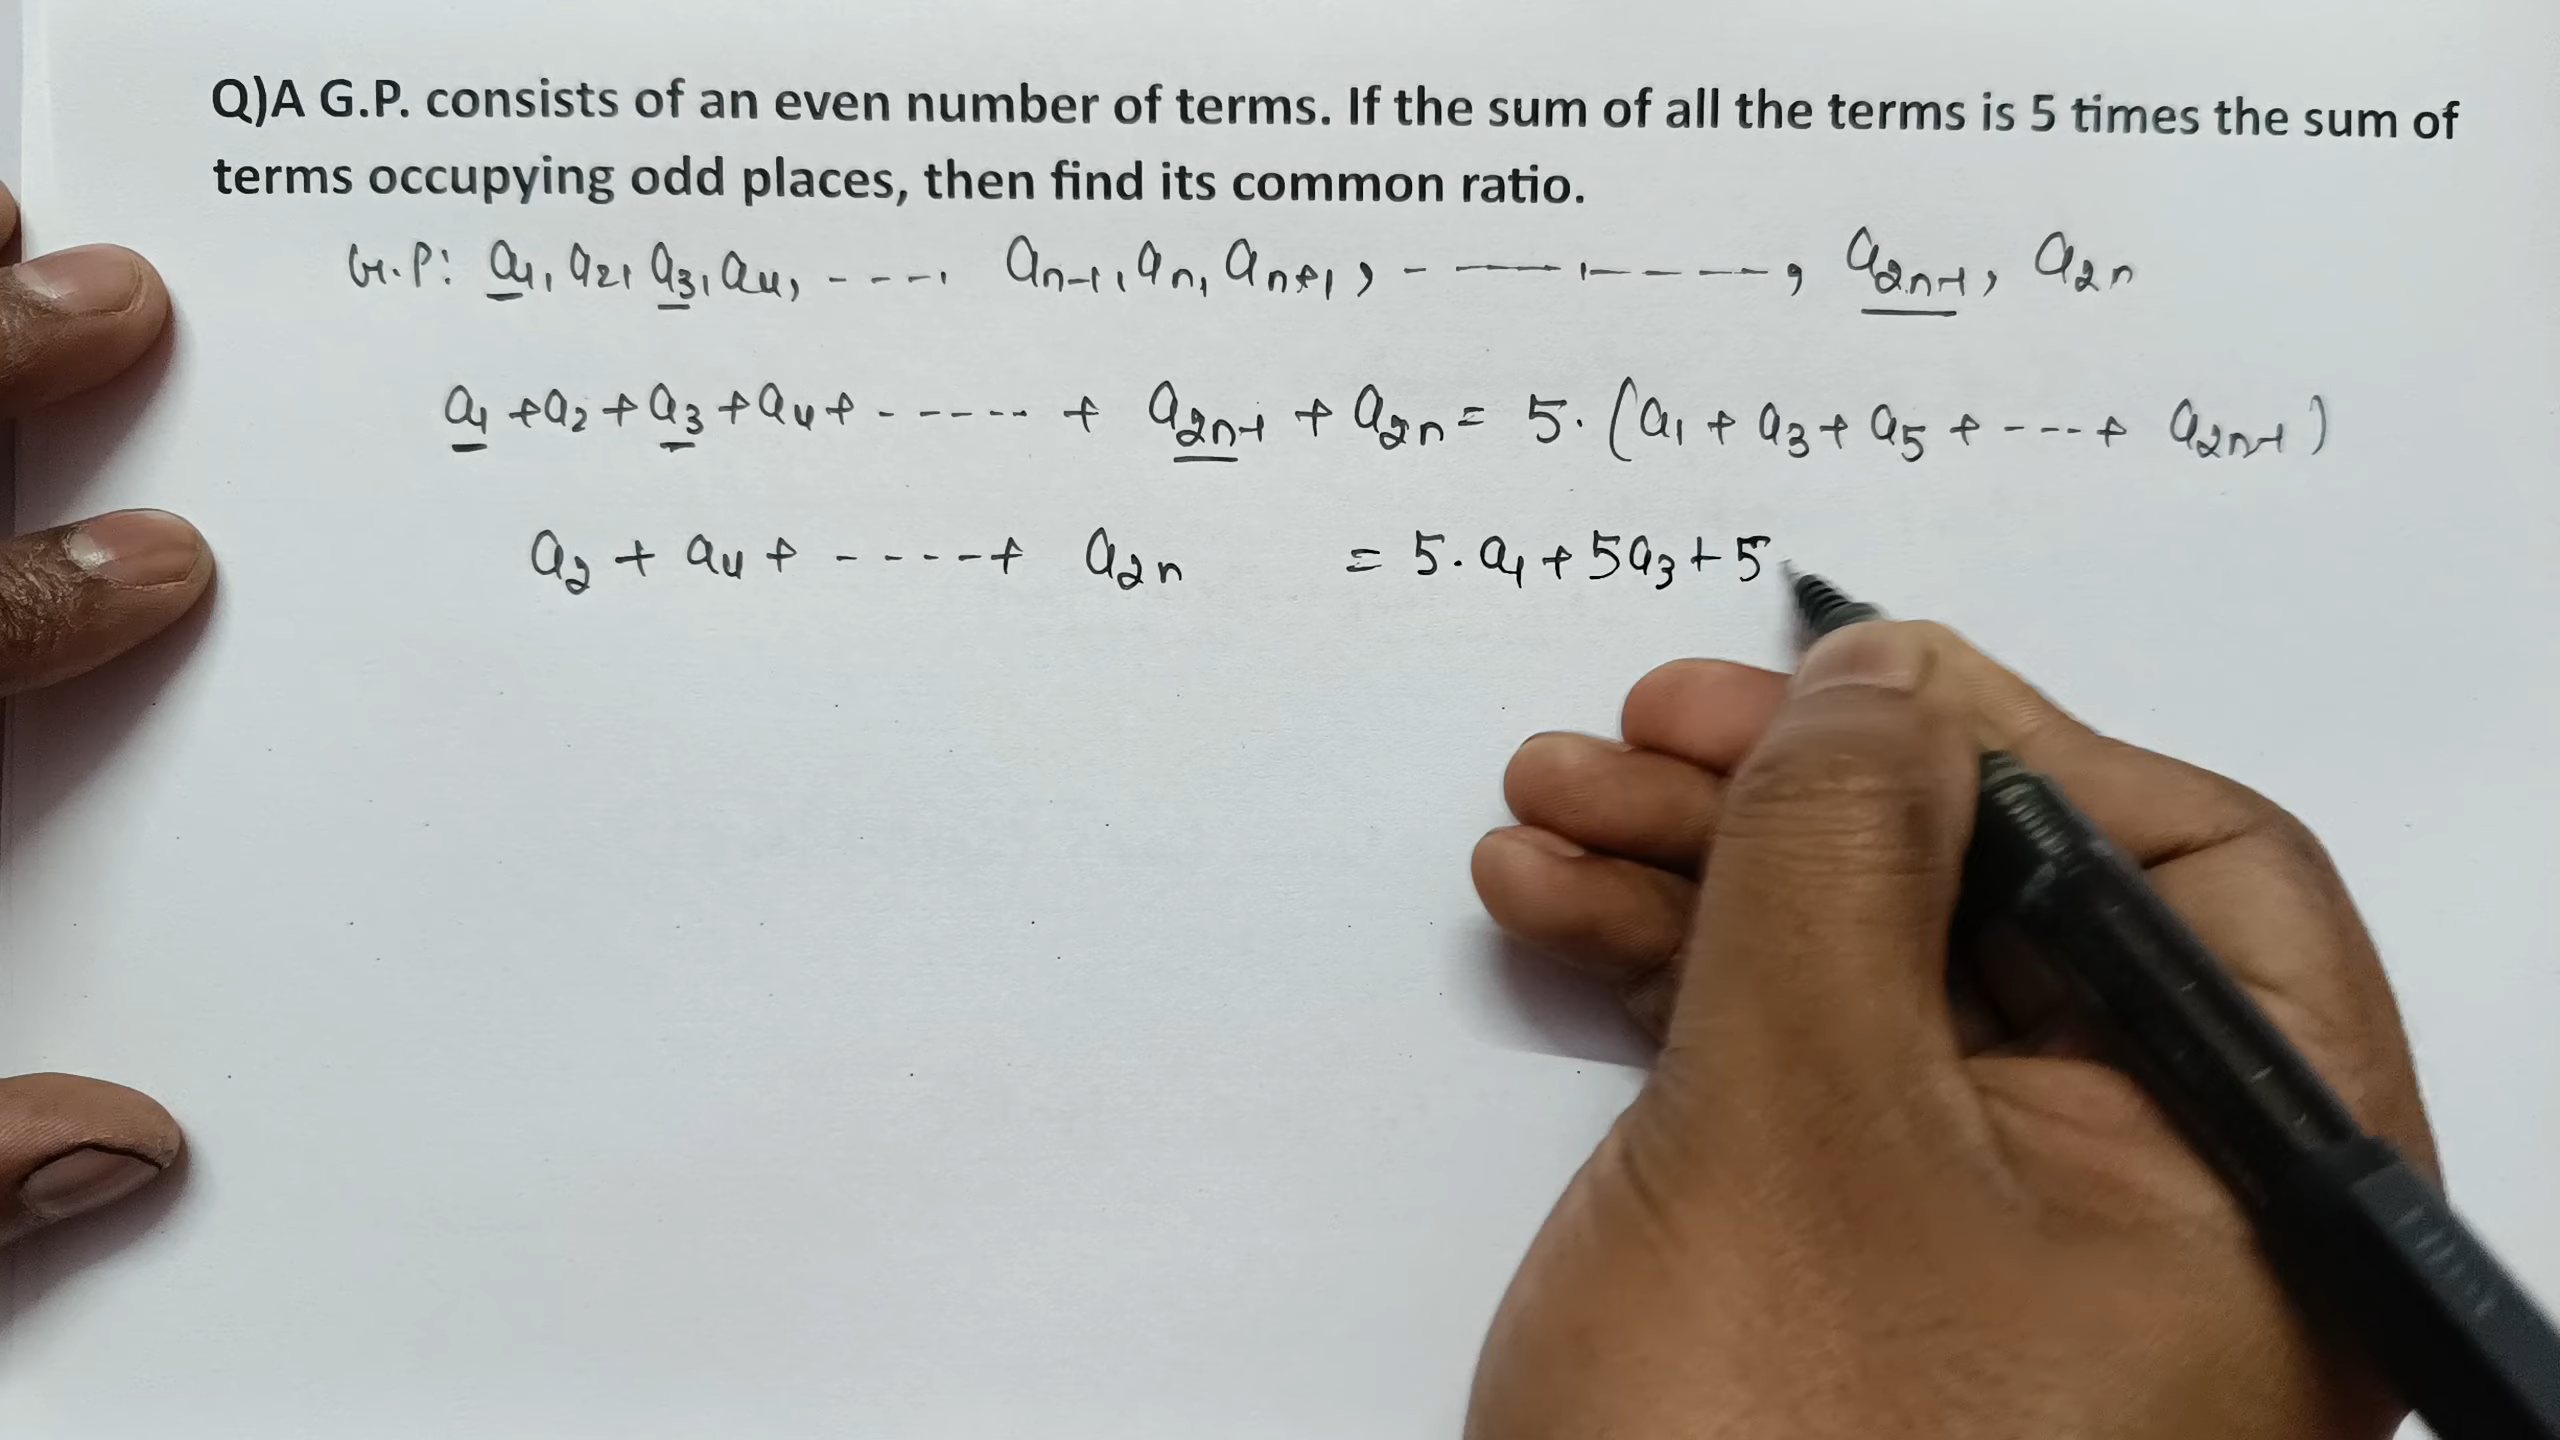 Q)A G.P. consists of an even number of terms. If the sum of all the terms is 5 times the sum of
terms occupying odd places, then find its common ratio.
G.P: a₁, a₂, a₃, a₄, ----, aₙ₋₁, aₙ, aₙ₊₁, - — — — — — —, a₂ₙ₋₁, a₂ₙ
a₁ + a₂ + a₃ + a₄ + ------ + a₂ₙ₋₁ + a₂ₙ = 5. (a₁ + a₃ + a₅ + ---- + a₂ₙ₋₁)
a₂ + a₄ + -----+ a₂ₙ = 5. a₁ + 5a₃ + 5